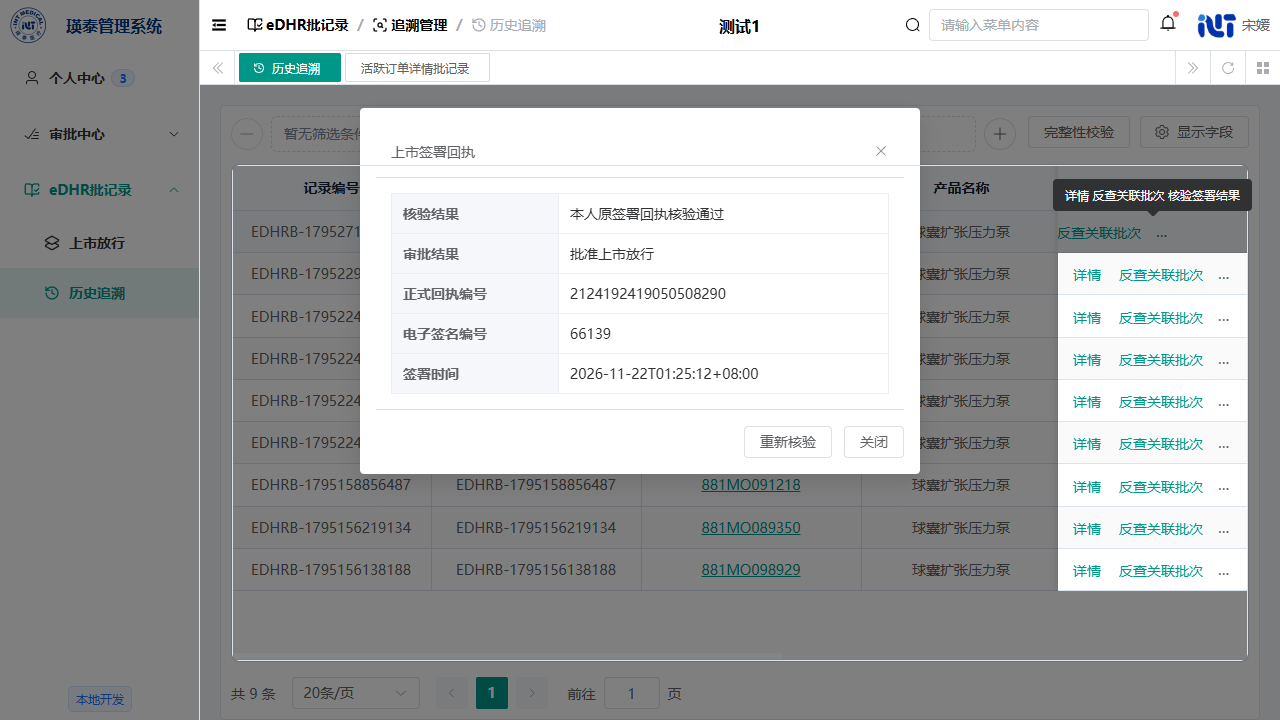 瑛泰管理系统
个人中心 3
审批中心
eDHR批记录
上市放行
历史追溯
本地开发
eDHR批记录 / 追溯管理 / 历史追溯
测试1
请输入菜单内容
宋媛
历史追溯
活跃订单详情批记录
暂无筛选条
完整性校验
显示字段
记录编号
产品名称
详情 反查关联批次 核验签署结果
EDHRB-1795271 球囊扩张压力泵 反查关联批次 ...
EDHRB-1795229 球囊扩张压力泵 详情 反查关联批次 ...
EDHRB-1795224 球囊扩张压力泵 详情 反查关联批次 ...
EDHRB-1795224 球囊扩张压力泵 详情 反查关联批次 ...
EDHRB-1795224 球囊扩张压力泵 详情 反查关联批次 ...
EDHRB-1795224 球囊扩张压力泵 详情 反查关联批次 ...
EDHRB-1795158856487 EDHRB-1795158856487 881MO091218 球囊扩张压力泵 详情 反查关联批次 ...
EDHRB-1795156219134 EDHRB-1795156219134 881MO089350 球囊扩张压力泵 详情 反查关联批次 ...
EDHRB-1795156138188 EDHRB-1795156138188 881MO098929 球囊扩张压力泵 详情 反查关联批次 ...
上市签署回执
核验结果 本人原签署回执核验通过
审批结果 批准上市放行
正式回执编号 2124192419050508290
电子签名编号 66139
签署时间 2026-11-22T01:25:12+08:00
重新核验 关闭
共 9 条 20条/页 1 前往 1 页